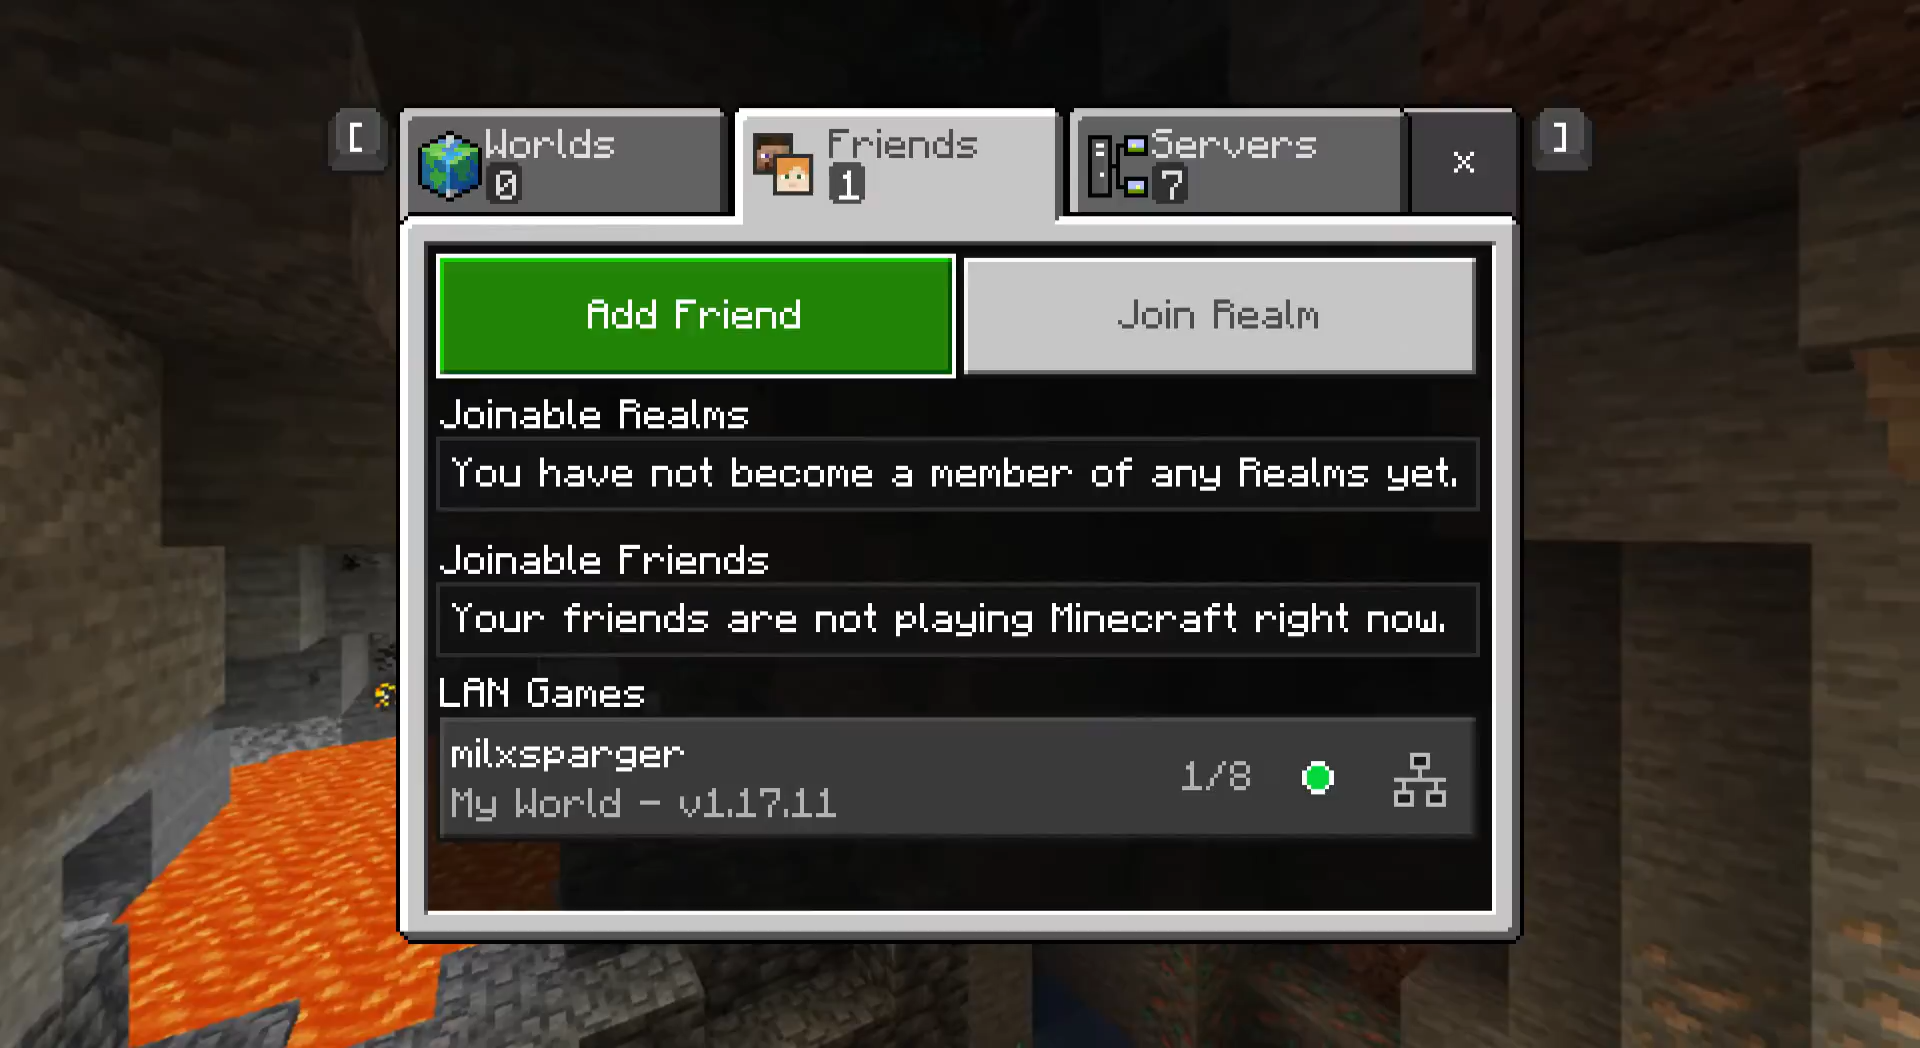 [
Worlds
0
Friends
1
Servers
7
x
]
Add Friend
Join Realm
Joinable Realms
You have not become a member of any Realms yet.
Joinable Friends
Your friends are not playing Minecraft right now.
LAN Games
milxsparger
1/8
My World - v1.17.11